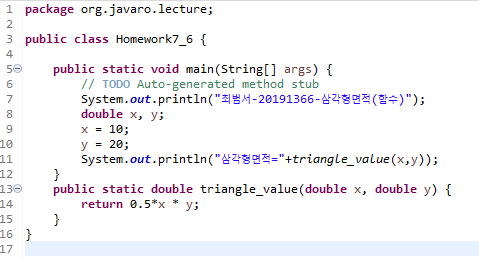 1 package org.javaro.lecture;
2
3 public class Homework7_6 {
4
5 public static void main(String[] args) {
6 // TODO Auto-generated method stub
7 System.out.println("최범서-20191366-삼각형면적(함수)");
8 double x, y;
9 x = 10;
10 y = 20;
11 System.out.println("삼각형면적="+triangle_value(x,y));
12 }
13 public static double triangle_value(double x, double y) {
14 return 0.5*x * y;
15 }
16 }
17